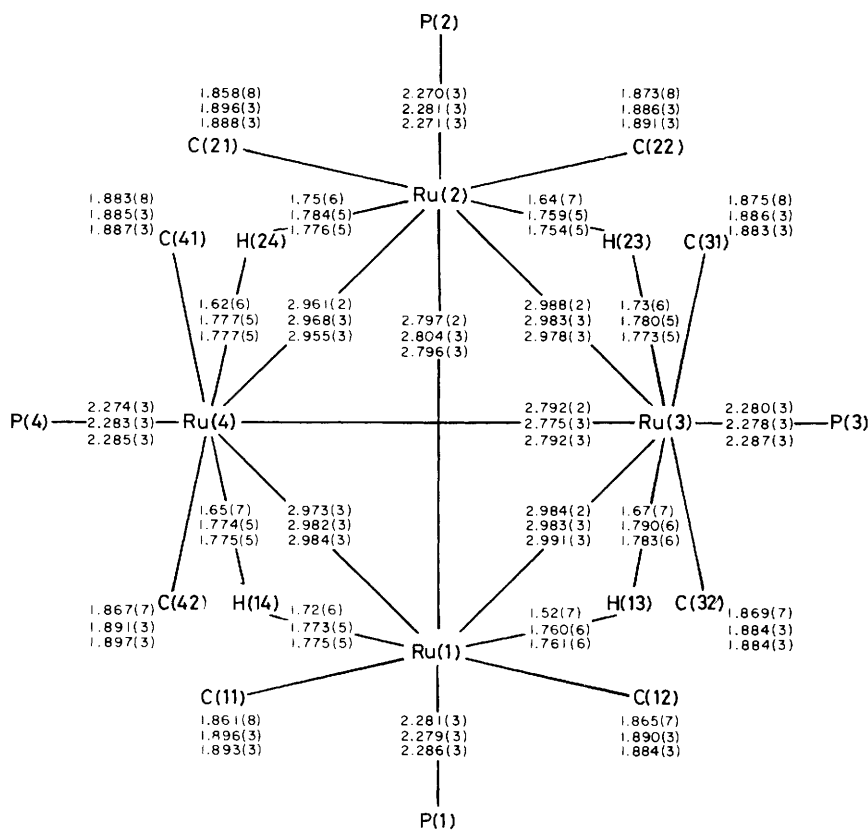 P(2)
1.858(8) 2.270(3) 1.873(8)
1.896(3) 2.281(3) 1.886(3)
1.888(3) 2.271(3) 1.891(3)
C(21) C(22)
1.883(8) 1.75(6) Ru(2) 1.64(7) 1.875(8)
1.885(3) 1.784(5) 1.759(5) 1.886(3)
1.887(3) 1.776(5) 1.754(5) 1.883(3)
C(41) H(24) H(23) C(31)
1.62(6) 2.961(2) 2.797(2) 2.988(2) 1.73(6)
1.777(5) 2.968(3) 2.804(3) 2.983(3) 1.780(5)
1.777(5) 2.955(3) 2.796(3) 2.978(3) 1.773(5)
2.274(3) 2.792(2) 2.280(3)
P(4) 2.283(3) Ru(4) 2.775(3) Ru(3) 2.278(3) P(3)
2.285(3) 2.792(3) 2.287(3)
1.65(7) 2.973(3) 2.984(2) 1.67(7)
1.774(5) 2.982(3) 2.983(3) 1.790(6)
1.775(5) 2.984(3) 2.991(3) 1.783(6)
C(42) H(14) H(13) C(32)
1.867(7) 1.72(6) 1.52(7) 1.869(7)
1.891(3) 1.773(5) 1.760(6) 1.884(3)
1.897(3) 1.775(5) Ru(1) 1.761(6) 1.884(3)
C(11) C(12)
1.861(8) 2.281(3) 1.865(7)
1.896(3) 2.279(3) 1.890(3)
1.893(3) 2.286(3) 1.884(3)
P(1)